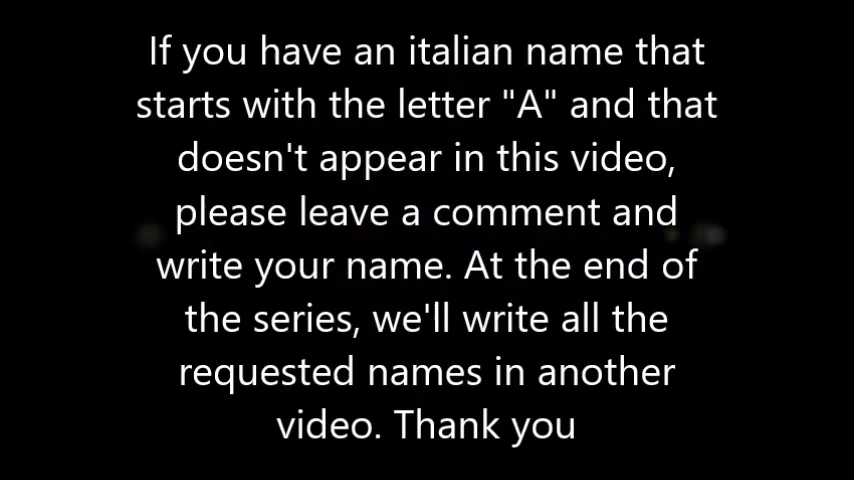 If you have an italian name that
starts with the letter "A" and that
doesn't appear in this video,
please leave a comment and
write your name. At the end of
the series, we'll write all the
requested names in another
video. Thank you